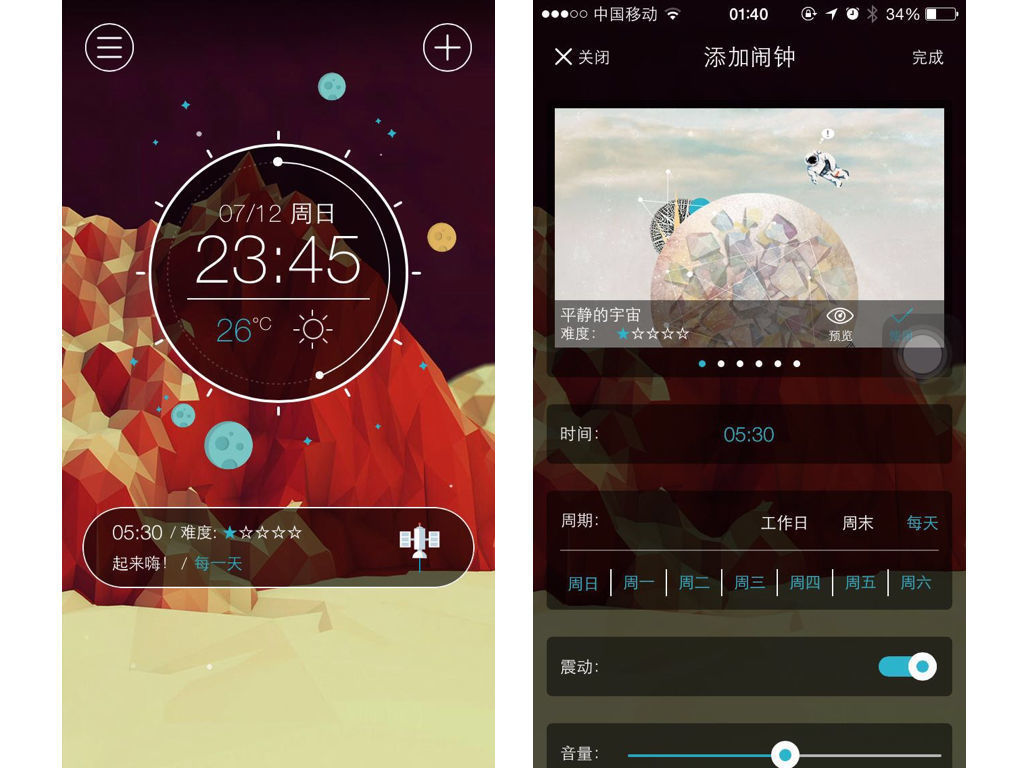 07/12 周日
23:45
26°C
05:30 / 难度: ★☆☆☆☆
起来嗨! / 每一天
中国移动 01:40 34%
关闭 添加闹钟 完成
!
平静的宇宙
难度: ★☆☆☆☆
预览
时间: 05:30
周期: 工作日 周末 每天
周日 周一 周二 周三 周四 周五 周六
震动:
音量: